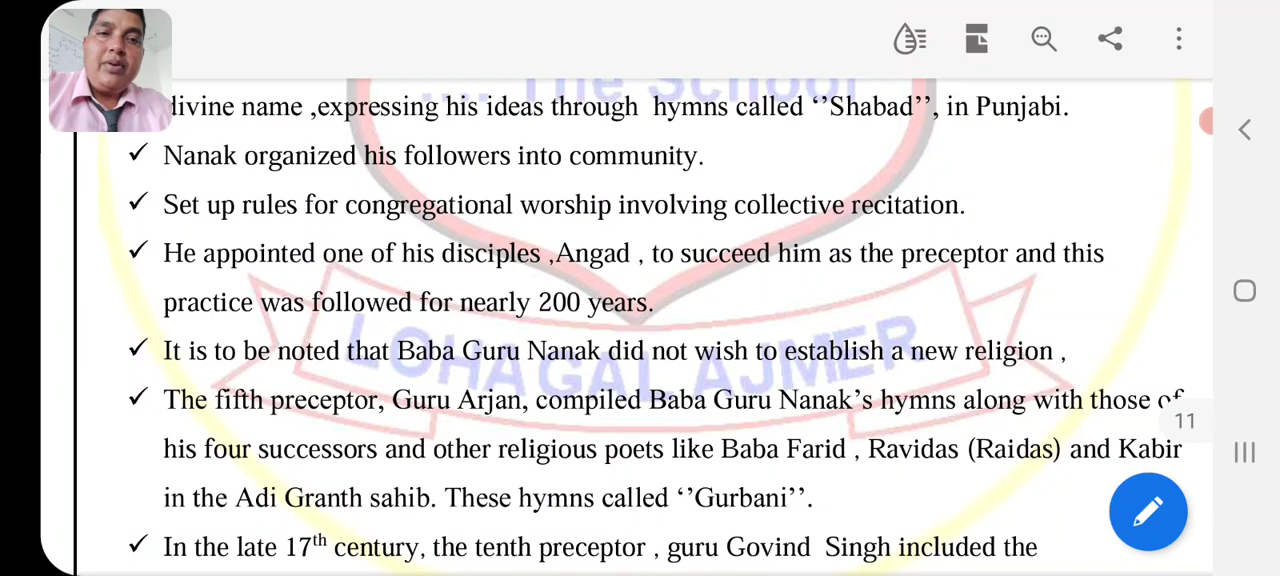 .... The School
divine name ,expressing his ideas through hymns called ‘’Shabad’’, in Punjabi.
✓ Nanak organized his followers into community.
✓ Set up rules for congregational worship involving collective recitation.
✓ He appointed one of his disciples ,Angad , to succeed him as the preceptor and this
practice was followed for nearly 200 years.
✓ It is to be noted that Baba Guru Nanak did not wish to establish a new religion ,
LOHAGAL AJMER
✓ The fifth preceptor, Guru Arjan, compiled Baba Guru Nanak’s hymns along with those of
11
his four successors and other religious poets like Baba Farid , Ravidas (Raidas) and Kabir
in the Adi Granth sahib. These hymns called ‘’Gurbani’’.
✓ In the late 17th century, the tenth preceptor , guru Govind Singh included the